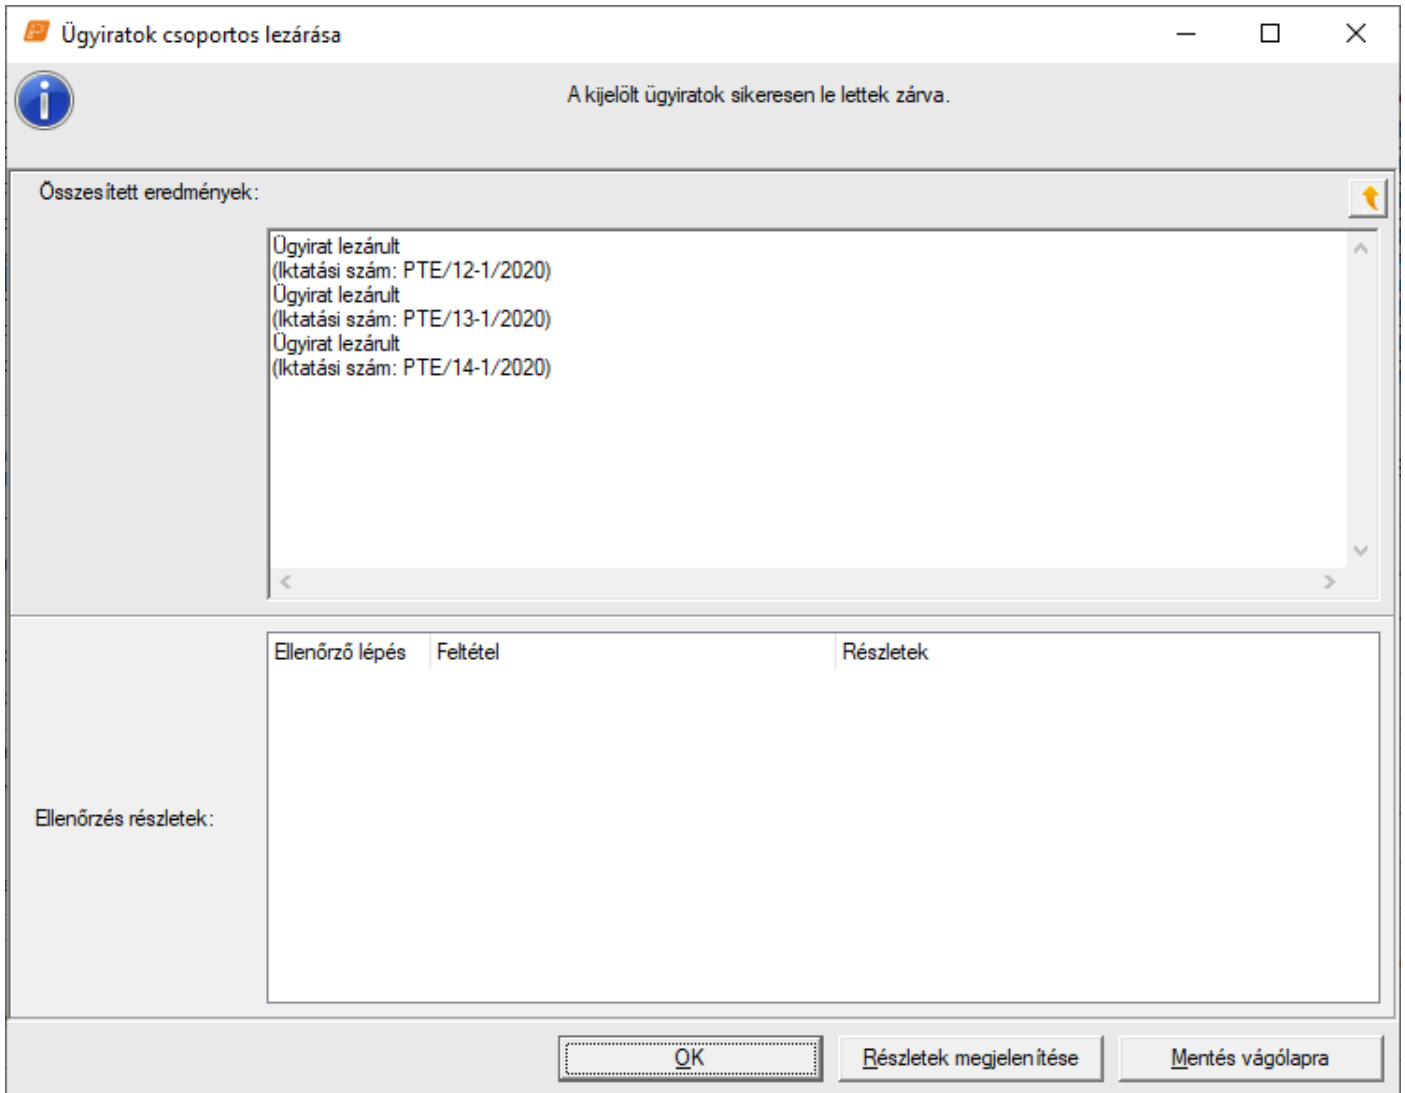 Ügyiratok csoportos lezárása
A kijelölt ügyiratok sikeresen le lettek zárva.
Összesített eredmények:
Ügyirat lezárult
(Iktatási szám: PTE/12-1/2020)
Ügyirat lezárult
(Iktatási szám: PTE/13-1/2020)
Ügyirat lezárult
(Iktatási szám: PTE/14-1/2020)
Ellenőrző lépés Feltétel Részletek
Ellenőrzés részletek:
OK Részletek megjelenítése Mentés vágólapra